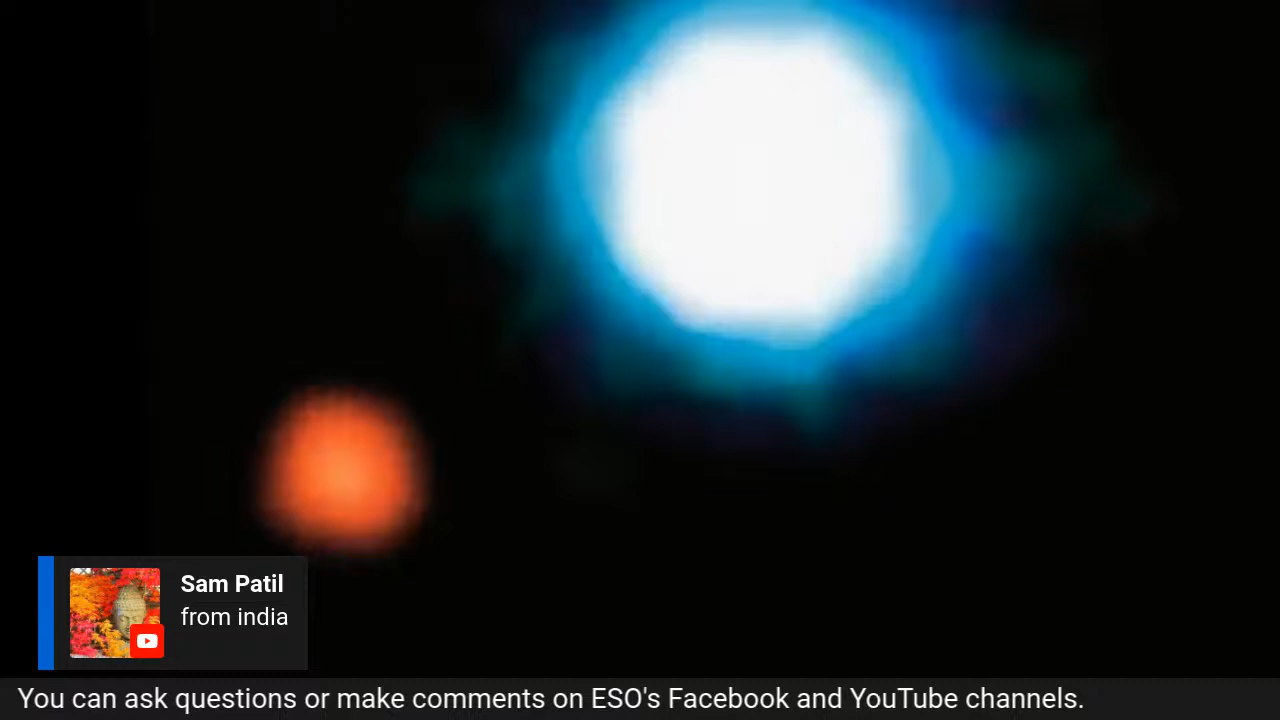 Sam Patil
from india
You can ask questions or make comments on ESO's Facebook and YouTube channels.